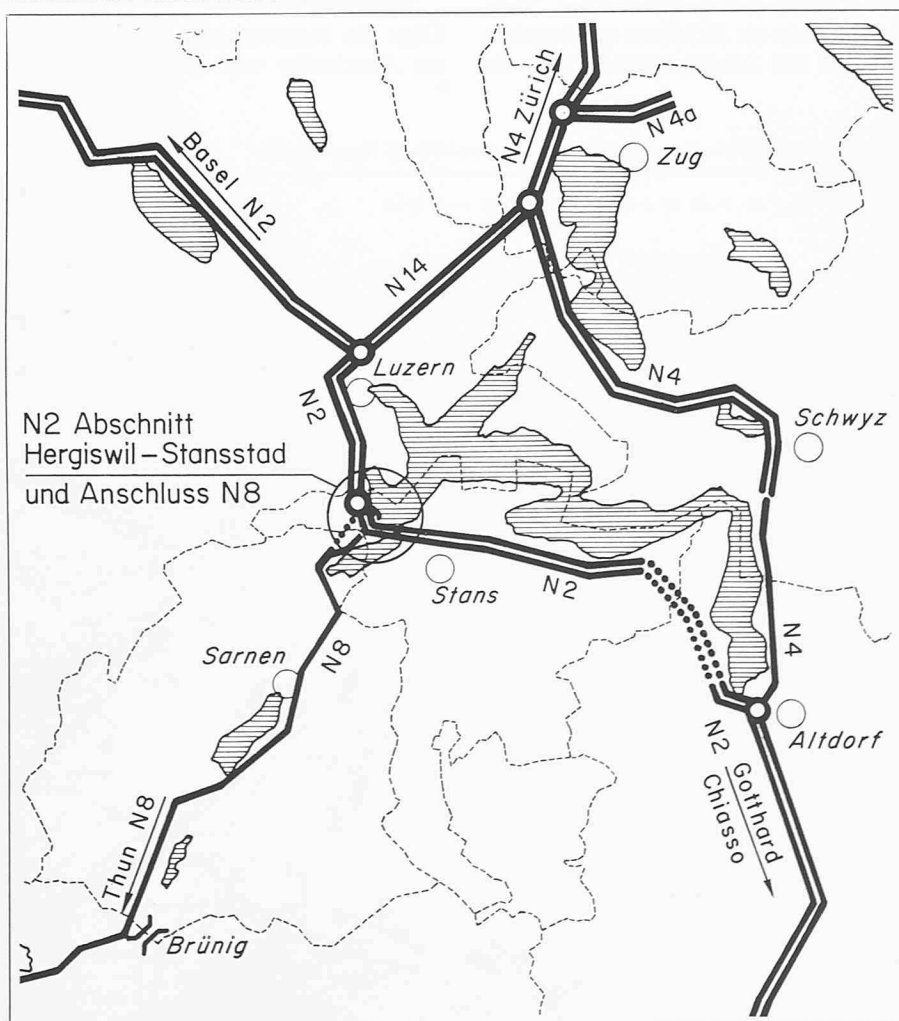 N4 Zürich
N4a
Zug
Basel N2
N14
Luzern
N2
N4
Schwyz
N2 Abschnitt
Hergiswil–Stansstad
und Anschluss N8
Stans
N2
N8
Sarnen
N4
Altdorf
N2 Gotthard
Chiasso
Thun N8
Brünig